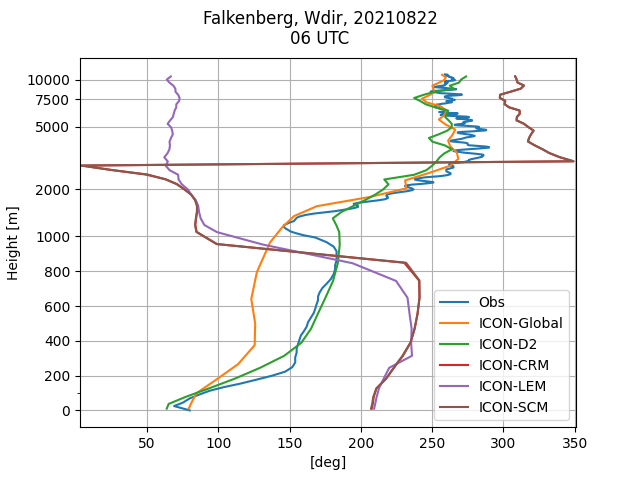 Falkenberg, Wdir, 20210822
06 UTC
Height [m]
10000
7500
5000
2000
1000
800
600
400
200
0
Obs
ICON-Global
ICON-D2
ICON-CRM
ICON-LEM
ICON-SCM
50 100 150 200 250 300 350
[deg]